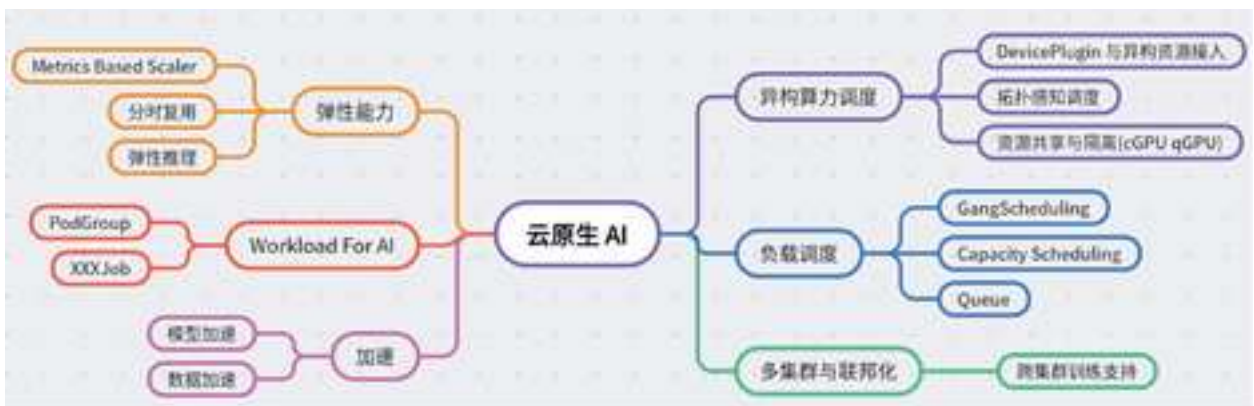 Metrics Based Scaler
分时复用
弹性推理
弹性能力
PodGroup
XXXJob
Workload For AI
模型加速
数据加速
加速
云原生 AI
异构算力调度
DevicePlugin 与异构资源接入
拓扑感知调度
资源共享与隔离(cGPU qGPU)
负载调度
GangScheduling
Capacity Scheduling
Queue
多集群与联邦化
跨集群训练支持